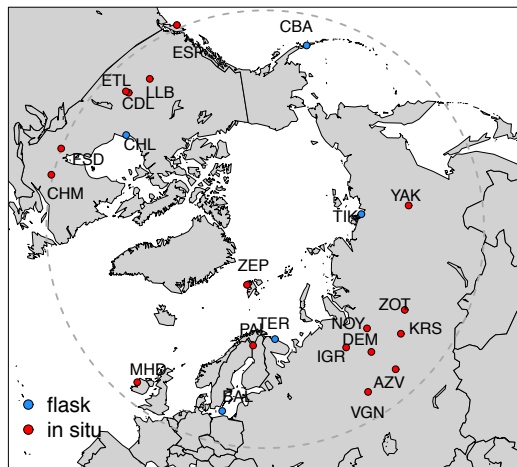 CBA
ESP
ETL
LLB
CDL
CHL
FSD
CHM
YAK
TIK
ZEP
ZOT
TER
NOY
PAL
KRS
DEM
IGR
MHD
AZV
BAL
VGN
flask
in situ